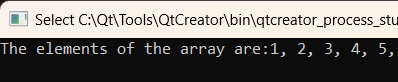 Select C:\Qt\Tools\QtCreator\bin\qtcreator_process_stu
The elements of the array are:1, 2, 3, 4, 5,